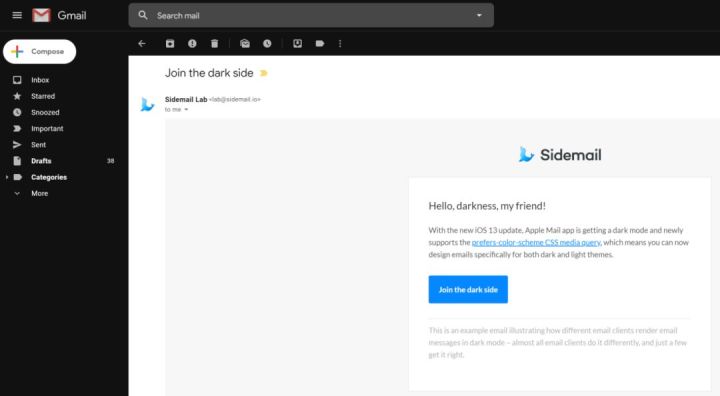 Gmail
Search mail
Compose
Inbox
Starred
Snoozed
Important
Sent
Drafts 38
Categories
More
Join the dark side
Sidemail Lab <lab@sidemail.io>
to me
Sidemail
Hello, darkness, my friend!
With the new iOS 13 update, Apple Mail app is getting a dark mode and newly
supports the prefers-color-scheme CSS media query, which means you can now
design emails specifically for both dark and light themes.
Join the dark side
This is an example email illustrating how different email clients render email
messages in dark mode – almost all email clients do it differently, and just a few
get it right.